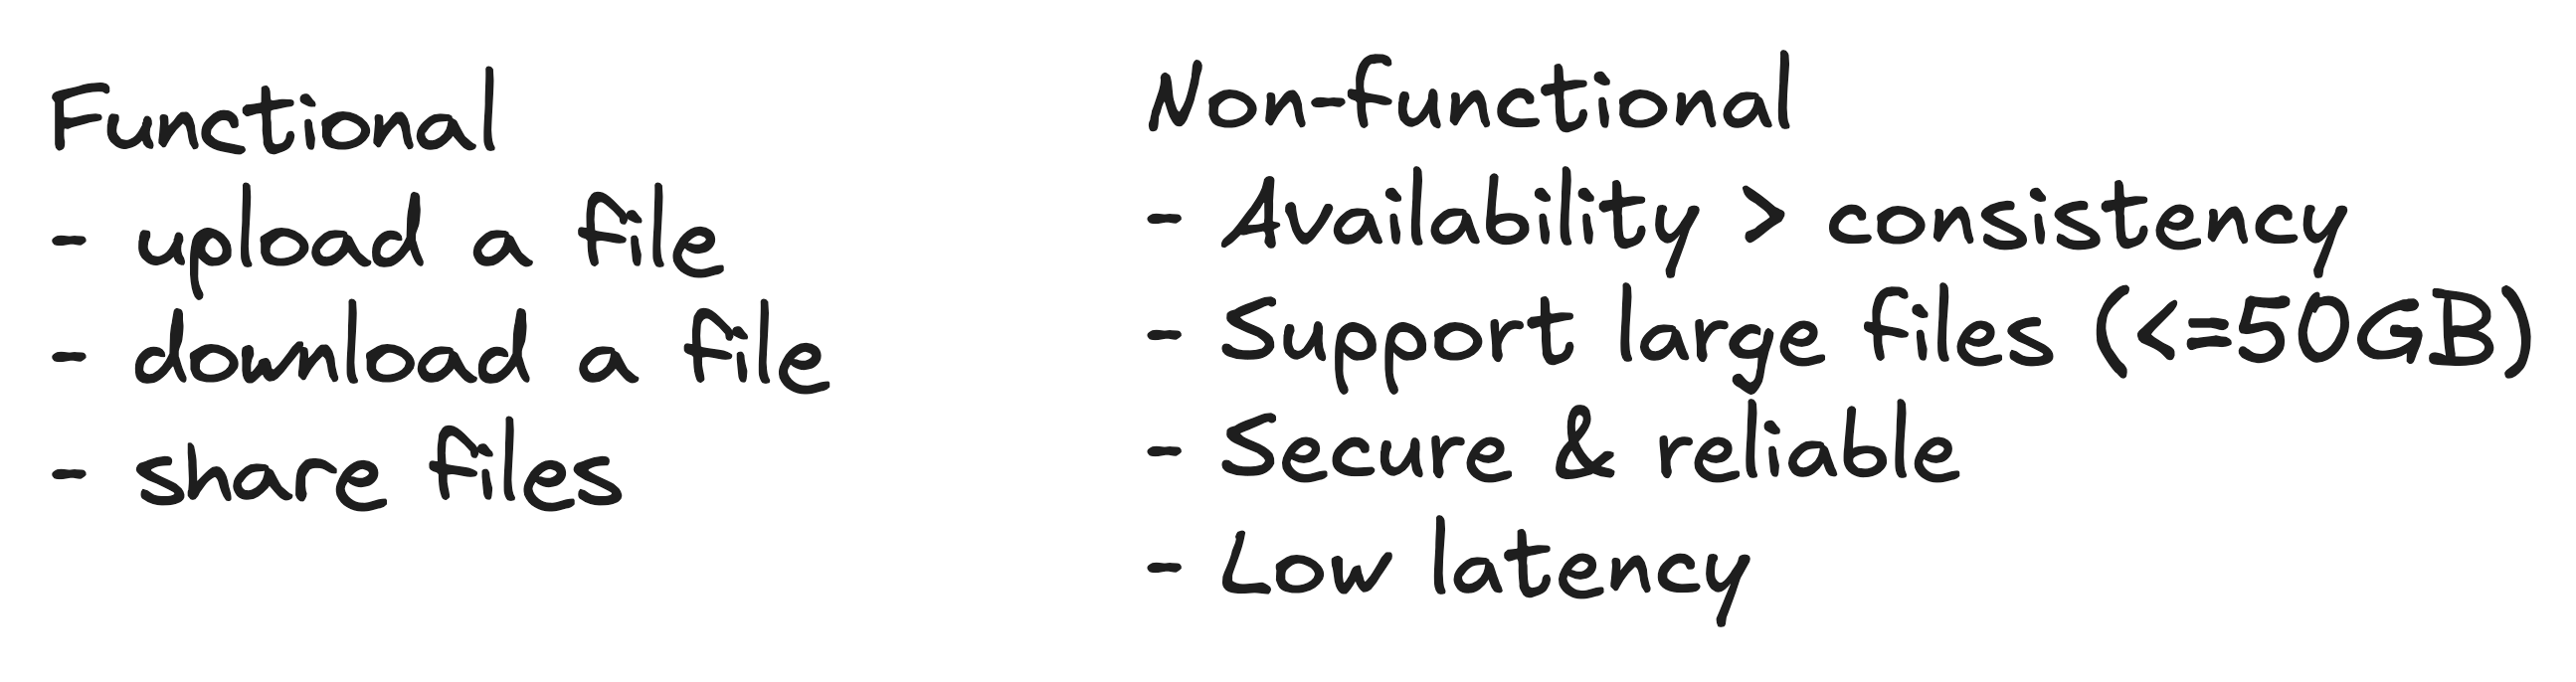 Functional
- upload a file
- download a file
- share files
Non-functional
- Availability > consistency
- Support large files (<=50GB)
- Secure & reliable
- Low latency